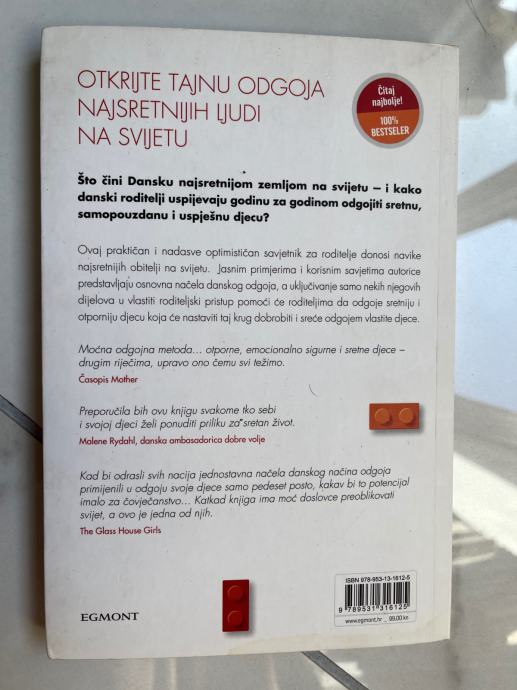 OTKRIJTE TAJNU ODGOJA
NAJSRETNIJIH LJUDI
NA SVIJETU
Čitaj
najbolje!
100%
BESTSELER
Što čini Dansku najsretnijom zemljom na svijetu – i kako
danski roditelji uspijevaju godinu za godinom odgojiti sretnu,
samopouzdanu i uspješnu djecu?
Ovaj praktičan i nadasve optimističan savjetnik za roditelje donosi navike
najsretnijih obitelji na svijetu. Jasnim primjerima i korisnim savjetima autorice
predstavljaju osnovna načela danskog odgoja, a uključivanje samo nekih njegovih
dijelova u vlastiti roditeljski pristup pomoći će roditeljima da odgoje sretniju i
otporniju djecu koja će nastaviti taj krug dobrobiti i sreće odgojem vlastite djece.
Moćna odgojna metoda... otporne, emocionalno sigurne i sretne djece –
drugim riječima, upravo ono čemu svi težimo.
Časopis Mother
Preporučila bih ovu knjigu svakome tko sebi
i svojoj djeci želi ponuditi priliku za sretan život.
Malene Rydahl, danska ambasadorica dobre volje
Kad bi odrasli svih nacija jednostavna načela danskog načina odgoja
primijenili u odgoju svoje djece samo pedeset posto, kakav bi to potencijal
imalo za čovječanstvo... Katkad knjiga ima moć doslovce preoblikovati
svijet, a ovo je jedna od njih.
The Glass House Girls
ISBN 978-953-13-1612-5
9 789531 316125
www.egmont.hr / 99,00 kn
EGMONT